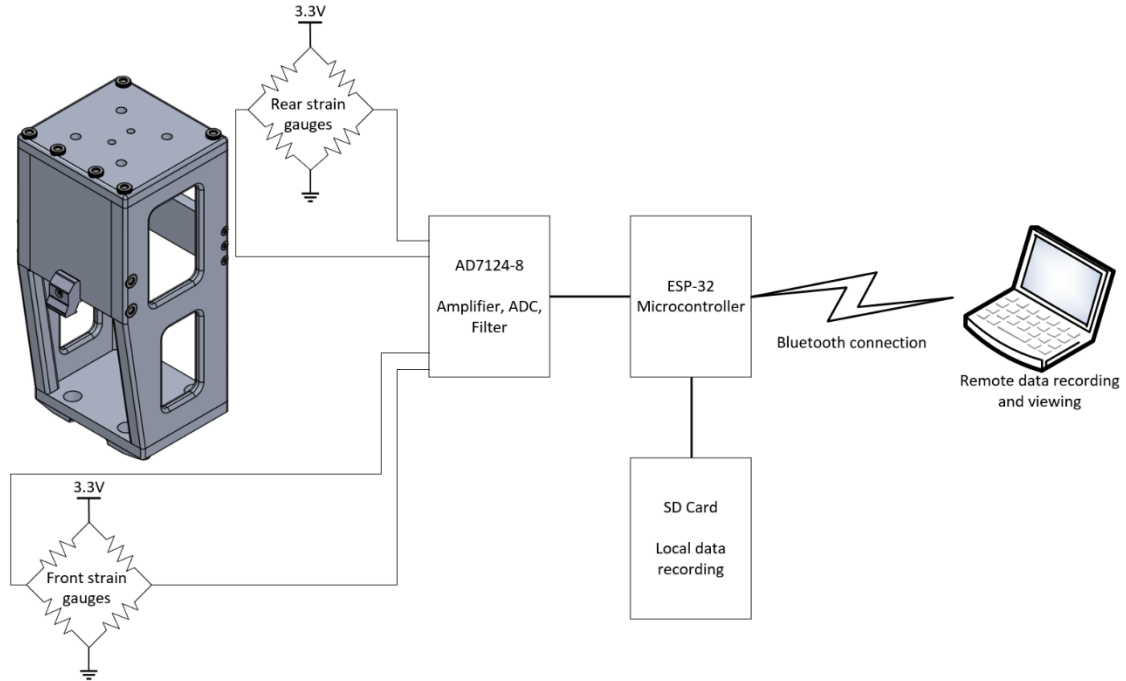 3.3V
Rear strain
gauges
AD7124-8
Amplifier, ADC,
Filter
ESP-32
Microcontroller
Bluetooth connection
Remote data recording
and viewing
3.3V
Front strain
gauges
SD Card
Local data
recording